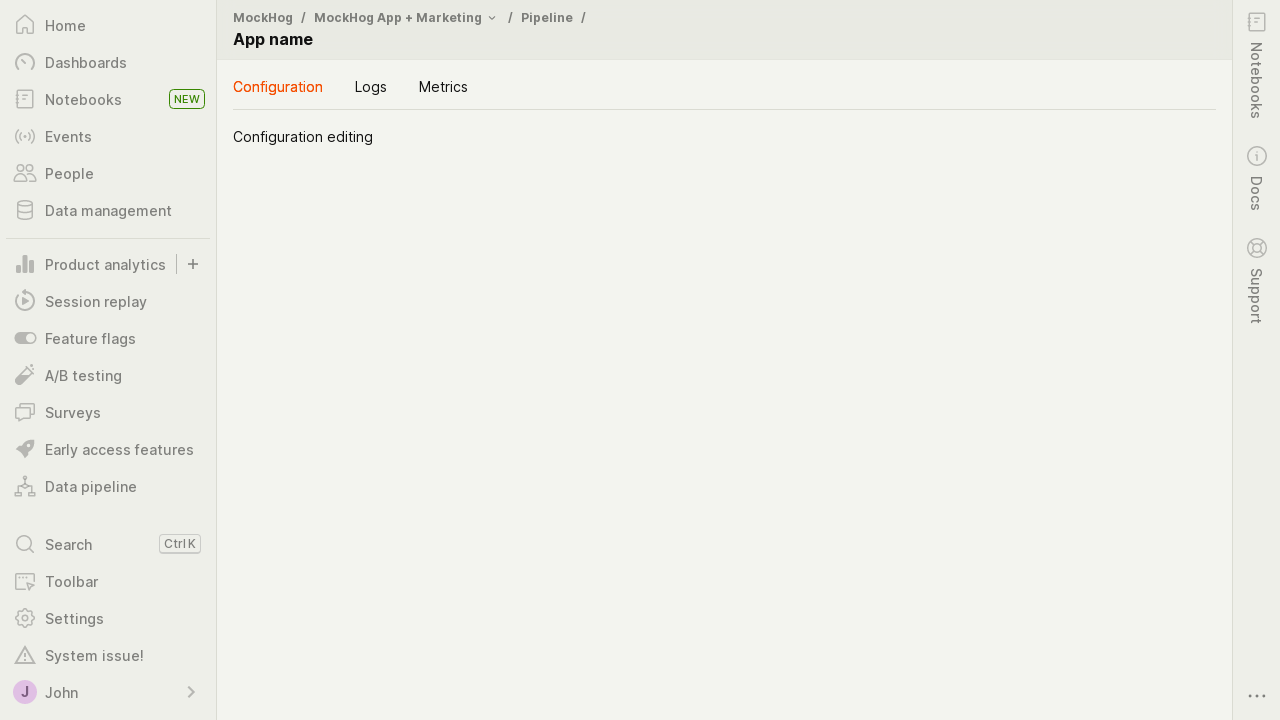 Home
Dashboards
Notebooks NEW
Events
People
Data management
Product analytics
Session replay
Feature flags
A/B testing
Surveys
Early access features
Data pipeline
Search Ctrl K
Toolbar
Settings
System issue!
J John
MockHog / MockHog App + Marketing / Pipeline /
App name
Configuration Logs Metrics
Configuration editing
Notebooks
Docs
Support